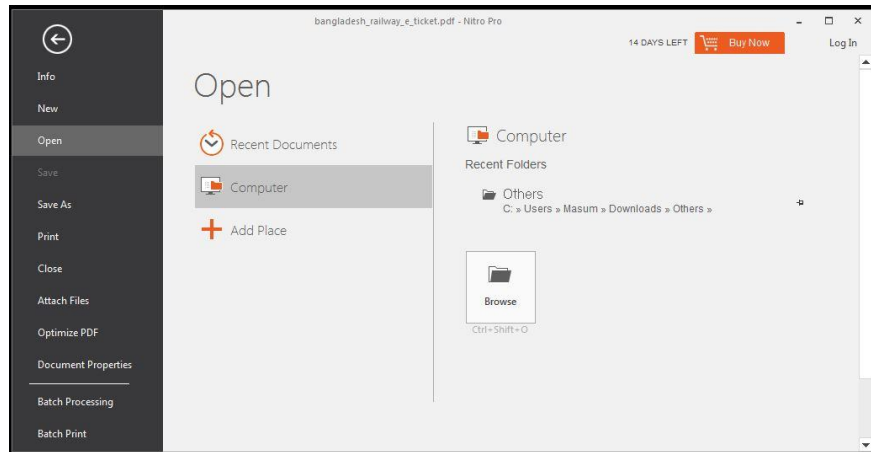 bangladesh_railway_e_ticket.pdf - Nitro Pro
14 DAYS LEFT
Buy Now
Log In
Info
New
Open
Save
Save As
Print
Close
Attach Files
Optimize PDF
Document Properties
Batch Processing
Batch Print
Open
Recent Documents
Computer
Add Place
Computer
Recent Folders
Others
C: » Users » Masum » Downloads » Others »
Browse
Ctrl+Shift+O